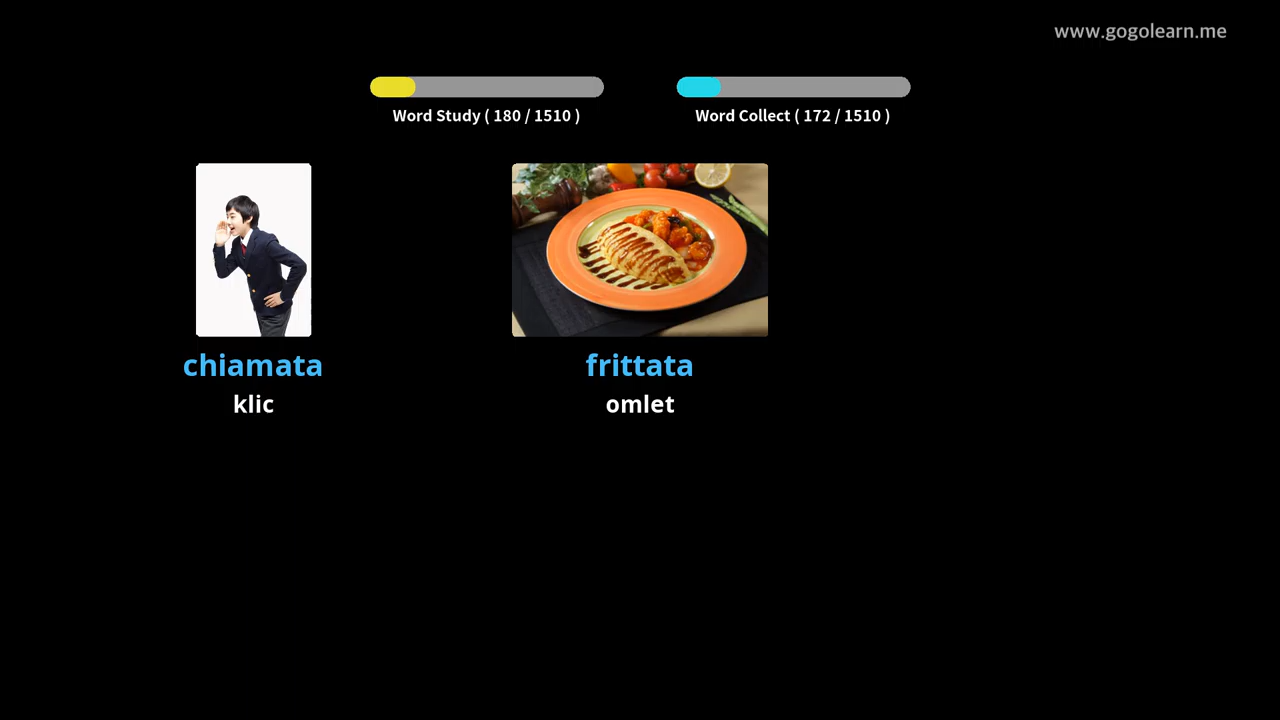 www.gogolearn.me
Word Study ( 180 / 1510 )
Word Collect ( 172 / 1510 )
chiamata
klic
frittata
omlet